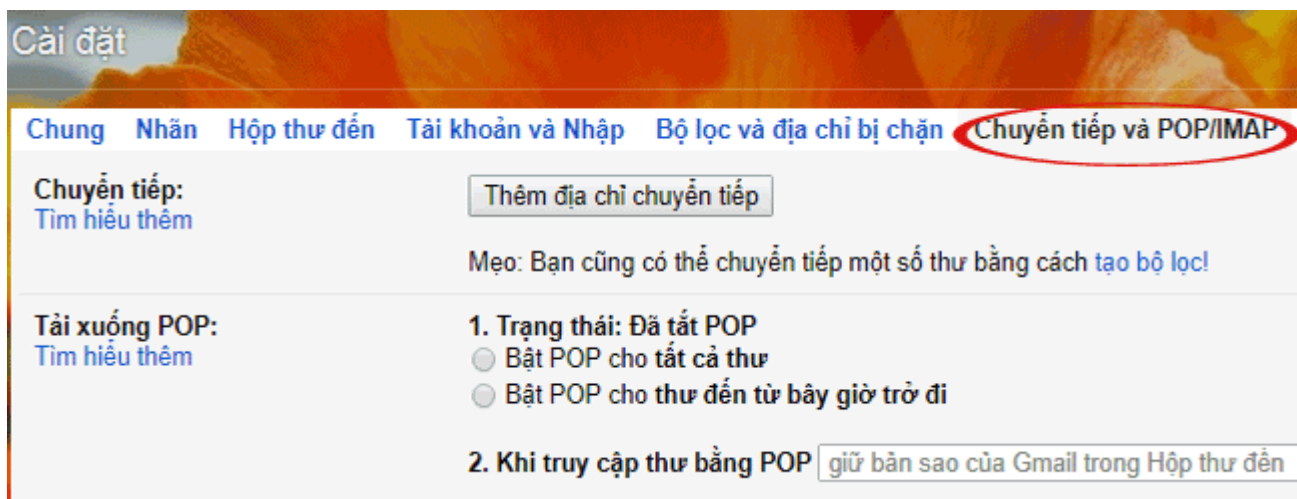 Cài đặt
Chung Nhãn Hộp thư đến Tài khoản và Nhập Bộ lọc và địa chỉ bị chặn Chuyển tiếp và POP/IMAP
Chuyển tiếp: Thêm địa chỉ chuyển tiếp
Tìm hiểu thêm
Mẹo: Bạn cũng có thể chuyển tiếp một số thư bằng cách tạo bộ lọc!
Tải xuống POP: 1. Trạng thái: Đã tắt POP
Tìm hiểu thêm Bật POP cho tất cả thư
Bật POP cho thư đến từ bây giờ trở đi
2. Khi truy cập thư bằng POP giữ bản sao của Gmail trong Hộp thư đến